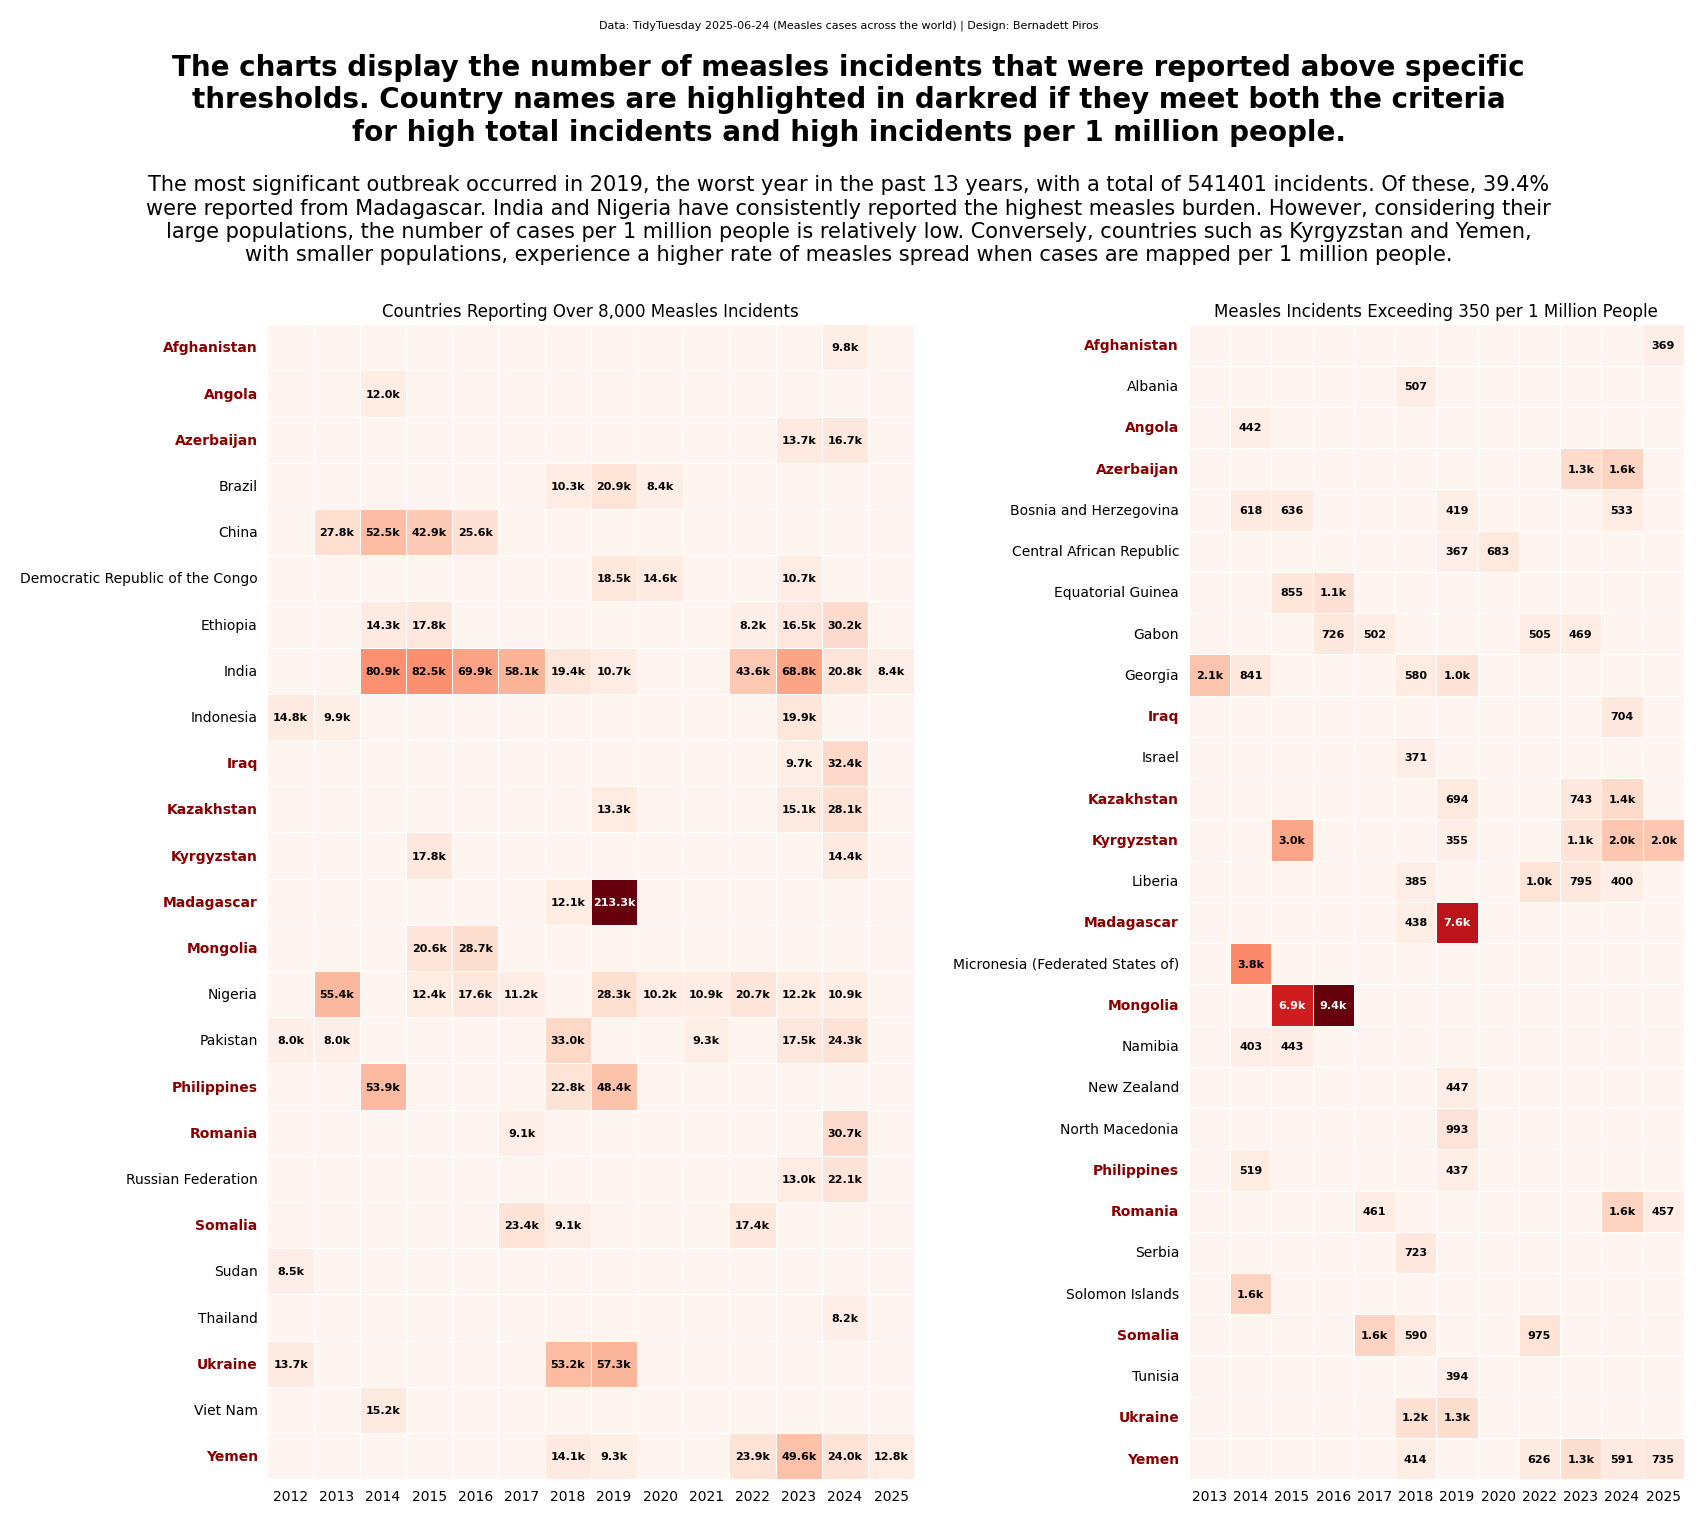 Data: TidyTuesday 2025-06-24 (Measles cases across the world) | Design: Bernadett Piros
The charts display the number of measles incidents that were reported above specific
thresholds. Country names are highlighted in darkred if they meet both the criteria
for high total incidents and high incidents per 1 million people.
The most significant outbreak occurred in 2019, the worst year in the past 13 years, with a total of 541401 incidents. Of these, 39.4%
were reported from Madagascar. India and Nigeria have consistently reported the highest measles burden. However, considering their
large populations, the number of cases per 1 million people is relatively low. Conversely, countries such as Kyrgyzstan and Yemen,
with smaller populations, experience a higher rate of measles spread when cases are mapped per 1 million people.
Countries Reporting Over 8,000 Measles Incidents
Afghanistan 9.8k
Angola 12.0k
Azerbaijan 13.7k 16.7k
Brazil 10.3k 20.9k 8.4k
China 27.8k 52.5k 42.9k 25.6k
Democratic Republic of the Congo 18.5k 14.6k 10.7k
Ethiopia 14.3k 17.8k 8.2k 16.5k 30.2k
India 80.9k 82.5k 69.9k 58.1k 19.4k 10.7k 43.6k 68.8k 20.8k 8.4k
Indonesia 14.8k 9.9k 19.9k
Iraq 9.7k 32.4k
Kazakhstan 13.3k 15.1k 28.1k
Kyrgyzstan 17.8k 14.4k
Madagascar 12.1k 213.3k
Mongolia 20.6k 28.7k
Nigeria 55.4k 12.4k 17.6k 11.2k 28.3k 10.2k 10.9k 20.7k 12.2k 10.9k
Pakistan 8.0k 8.0k 33.0k 9.3k 17.5k 24.3k
Philippines 53.9k 22.8k 48.4k
Romania 9.1k 30.7k
Russian Federation 13.0k 22.1k
Somalia 23.4k 9.1k 17.4k
Sudan 8.5k
Thailand 8.2k
Ukraine 13.7k 53.2k 57.3k
Viet Nam 15.2k
Yemen 14.1k 9.3k 23.9k 49.6k 24.0k 12.8k
2012 2013 2014 2015 2016 2017 2018 2019 2020 2021 2022 2023 2024 2025
Measles Incidents Exceeding 350 per 1 Million People
Afghanistan 369
Albania 507
Angola 442
Azerbaijan 1.3k 1.6k
Bosnia and Herzegovina 618 636 419 533
Central African Republic 367 683
Equatorial Guinea 855 1.1k
Gabon 726 502 505 469
Georgia 2.1k 841 580 1.0k
Iraq 704
Israel 371
Kazakhstan 694 743 1.4k
Kyrgyzstan 3.0k 355 1.1k 2.0k 2.0k
Liberia 385 1.0k 795 400
Madagascar 438 7.6k
Micronesia (Federated States of) 3.8k
Mongolia 6.9k 9.4k
Namibia 403 443
New Zealand 447
North Macedonia 993
Philippines 519 437
Romania 461 1.6k 457
Serbia 723
Solomon Islands 1.6k
Somalia 1.6k 590 975
Tunisia 394
Ukraine 1.2k 1.3k
Yemen 414 626 1.3k 591 735
2013 2014 2015 2016 2017 2018 2019 2020 2022 2023 2024 2025